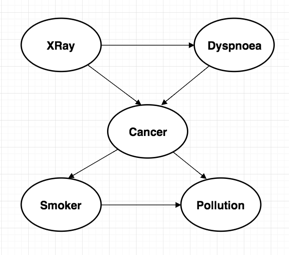 XRay
Dyspnoea
Cancer
Smoker
Pollution